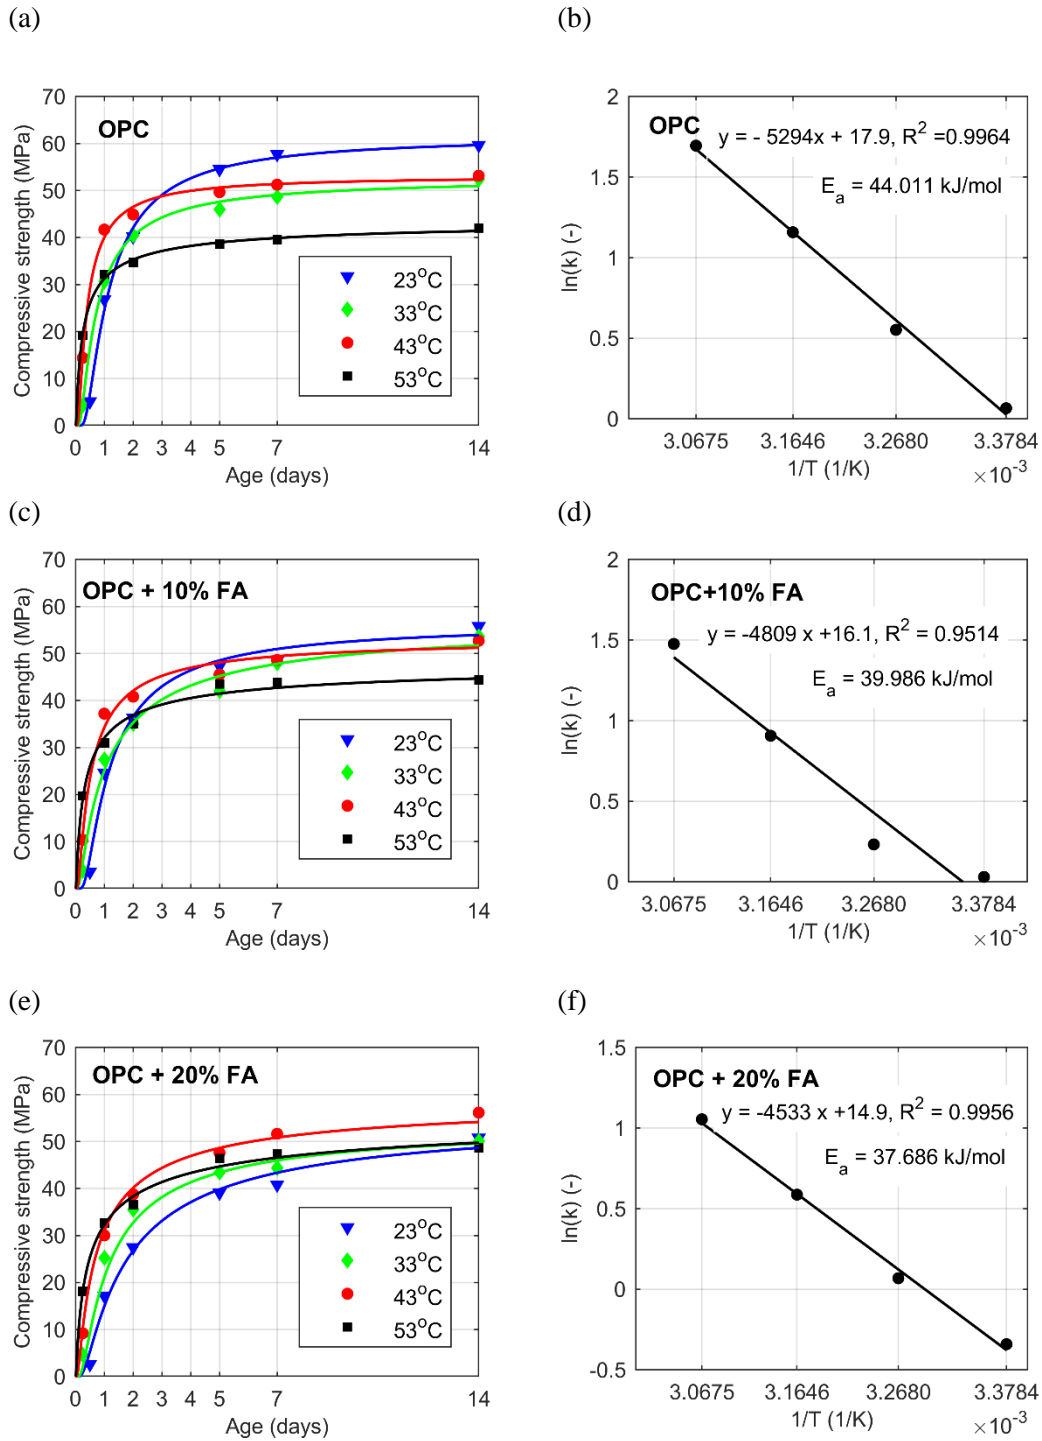 (a)
(b)
70
60
50
40
30
20
10
0
Compressive strength (MPa)
OPC
23°C
33°C
43°C
53°C
0 1 2 3 4 5 7 14
Age (days)
2
1.5
1
0.5
0
ln(k) (-)
OPC
y = - 5294x + 17.9, R² =0.9964
Eₐ = 44.011 kJ/mol
3.0675 3.1646 3.2680 3.3784
1/T (1/K)
×10⁻³
(c)
(d)
70
60
50
40
30
20
10
0
Compressive strength (MPa)
OPC + 10% FA
23°C
33°C
43°C
53°C
0 1 2 3 4 5 7 14
Age (days)
2
1.5
1
0.5
0
ln(k) (-)
OPC+10% FA
y = -4809 x +16.1, R² = 0.9514
Eₐ = 39.986 kJ/mol
3.0675 3.1646 3.2680 3.3784
1/T (1/K)
×10⁻³
(e)
(f)
70
60
50
40
30
20
10
0
Compressive strength (MPa)
OPC + 20% FA
23°C
33°C
43°C
53°C
0 1 2 3 4 5 7 14
Age (days)
1.5
1
0.5
0
-0.5
ln(k) (-)
OPC + 20% FA
y = -4533 x +14.9, R² = 0.9956
Eₐ = 37.686 kJ/mol
3.0675 3.1646 3.2680 3.3784
1/T (1/K)
×10⁻³